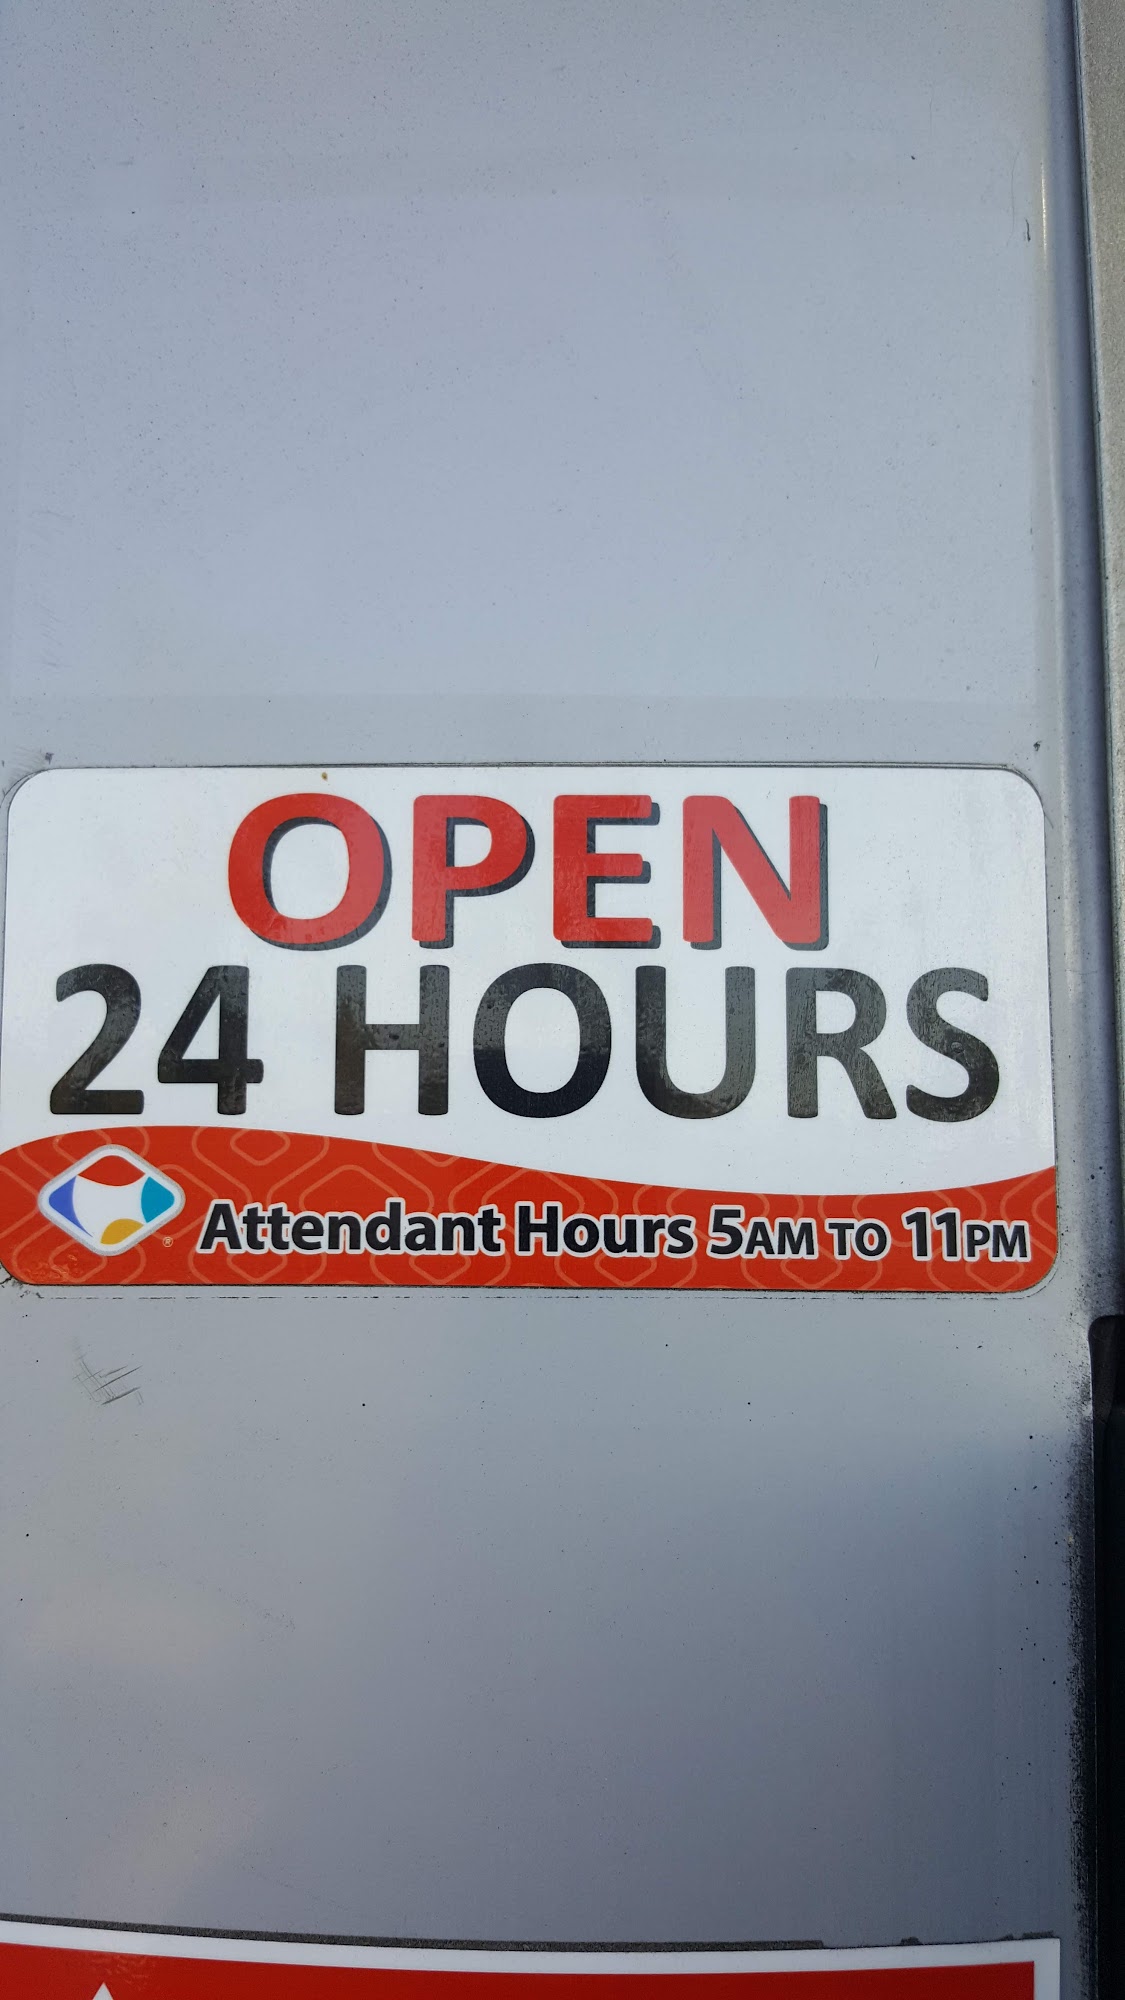 OPEN
24 HOURS
Attendant Hours 5AM TO 11PM